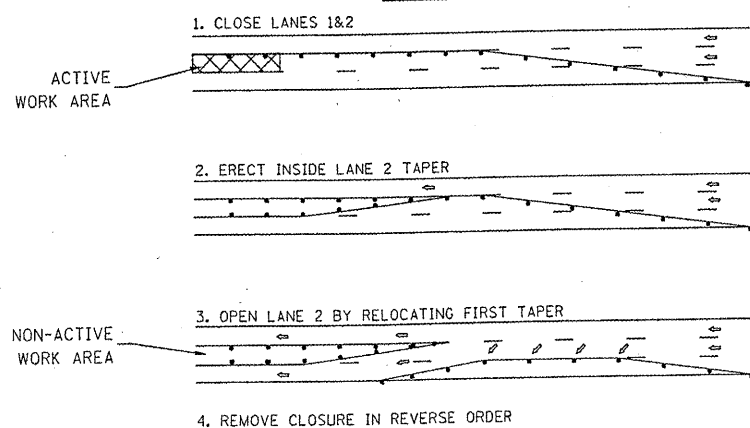 1. CLOSE LANES 1&2
ACTIVE
WORK AREA
2. ERECT INSIDE LANE 2 TAPER
3. OPEN LANE 2 BY RELOCATING FIRST TAPER
NON-ACTIVE
WORK AREA
4. REMOVE CLOSURE IN REVERSE ORDER